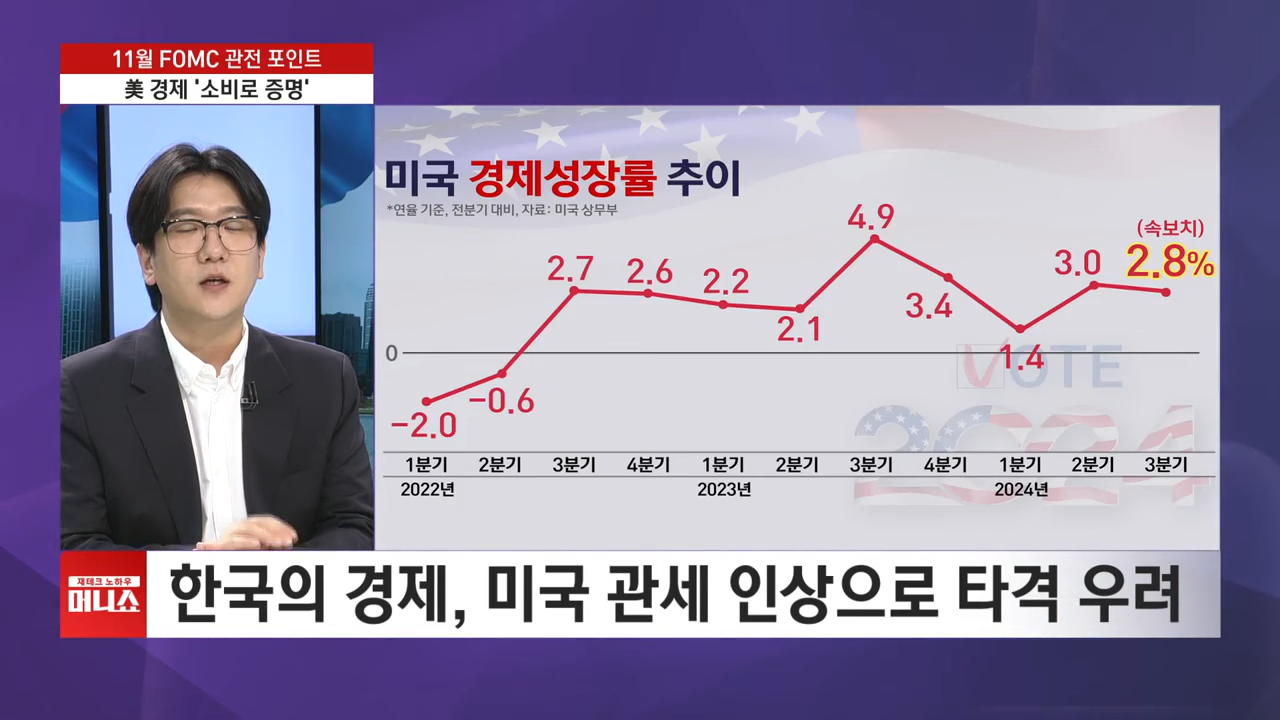 11월 FOMC 관전 포인트
美 경제 '소비로 증명'
미국 경제성장률 추이
*연율 기준, 전분기 대비, 자료: 미국 상무부
(속보치)
4.9
2.7 2.6 2.2 3.0 2.8%
2.1 3.4
0
1.4
-2.0 -0.6
VOTE
2024
1분기 2분기 3분기 4분기 1분기 2분기 3분기 4분기 1분기 2분기 3분기
2022년 2023년 2024년
재테크 노하우
머니쇼
한국의 경제, 미국 관세 인상으로 타격 우려